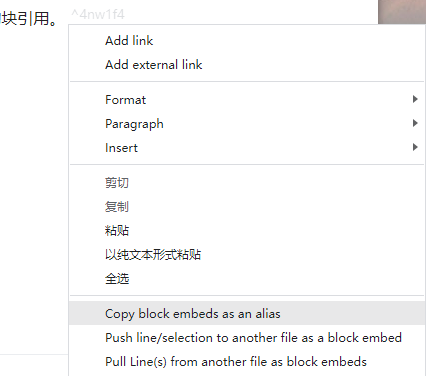 块引用。 ^4nw1f4
Add link
Add external link
Format
Paragraph
Insert
剪切
复制
粘贴
以纯文本形式粘贴
全选
Copy block embeds as an alias
Push line/selection to another file as a block embed
Pull Line(s) from another file as block embeds